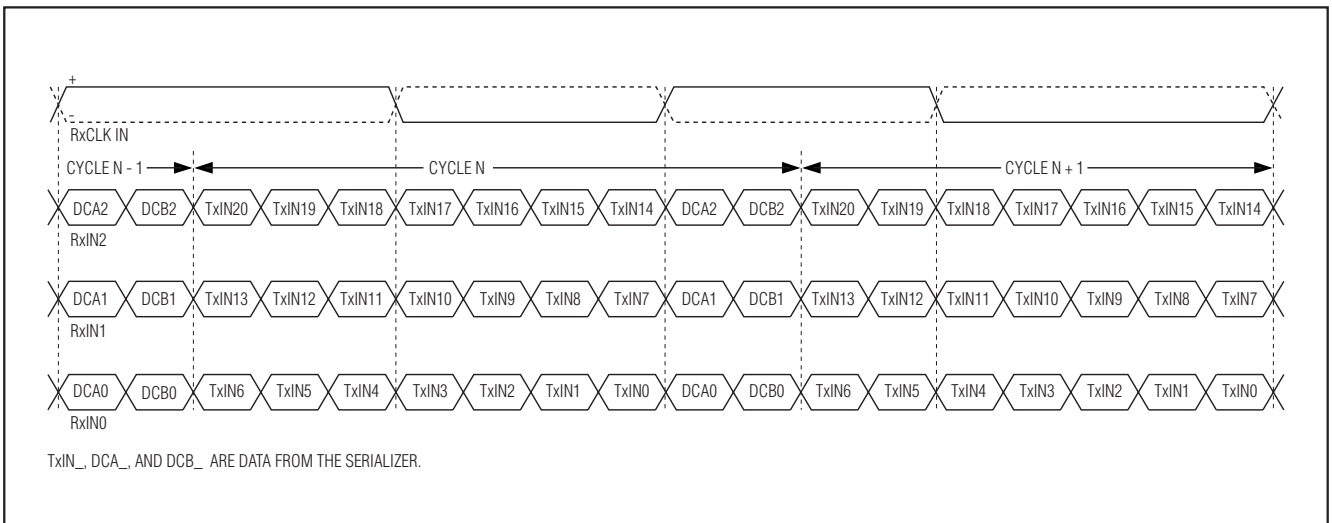 +
-
RxCLK IN
CYCLE N - 1 CYCLE N CYCLE N + 1
DCA2 DCB2 TxIN20 TxIN19 TxIN18 TxIN17 TxIN16 TxIN15 TxIN14 DCA2 DCB2 TxIN20 TxIN19 TxIN18 TxIN17 TxIN16 TxIN15 TxIN14
RxIN2
DCA1 DCB1 TxIN13 TxIN12 TxIN11 TxIN10 TxIN9 TxIN8 TxIN7 DCA1 DCB1 TxIN13 TxIN12 TxIN11 TxIN10 TxIN9 TxIN8 TxIN7
RxIN1
DCA0 DCB0 TxIN6 TxIN5 TxIN4 TxIN3 TxIN2 TxIN1 TxIN0 DCA0 DCB0 TxIN6 TxIN5 TxIN4 TxIN3 TxIN2 TxIN1 TxIN0
RxIN0
TxIN_, DCA_, AND DCB_ ARE DATA FROM THE SERIALIZER.